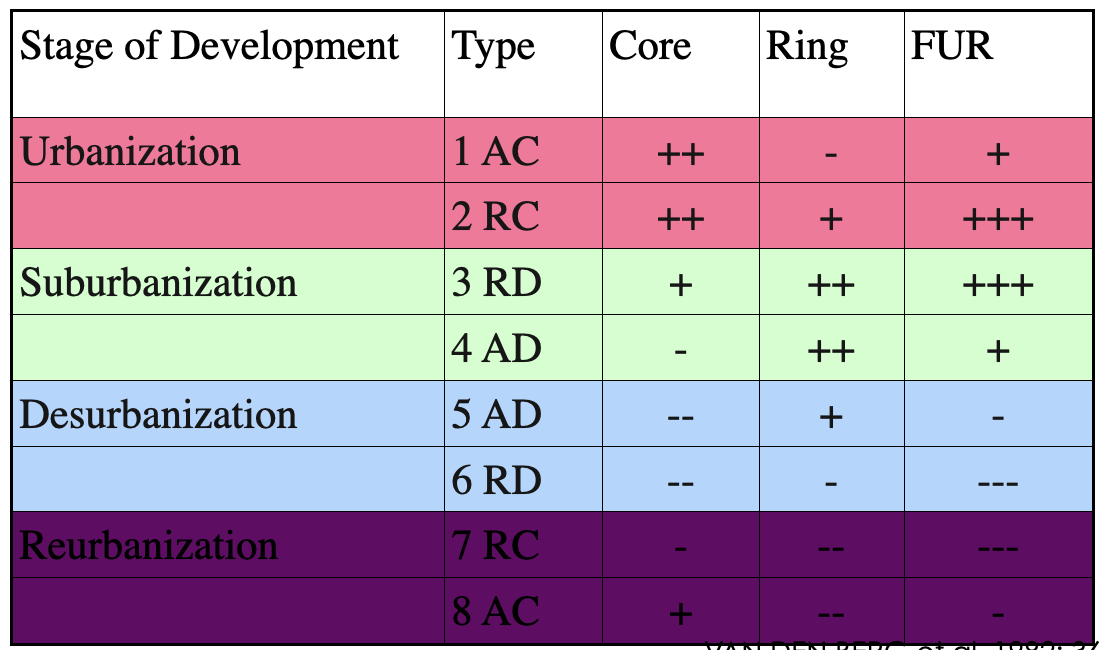 Stage of Development Type Core Ring FUR
Urbanization 1 AC ++ - +
2 RC ++ + +++
Suburbanization 3 RD + ++ +++
4 AD - ++ +
Desurbanization 5 AD -- + -
6 RD -- - ---
Reurbanization 7 RC - -- ---
8 AC + -- -
VAN DEN BERG et al. 1982: